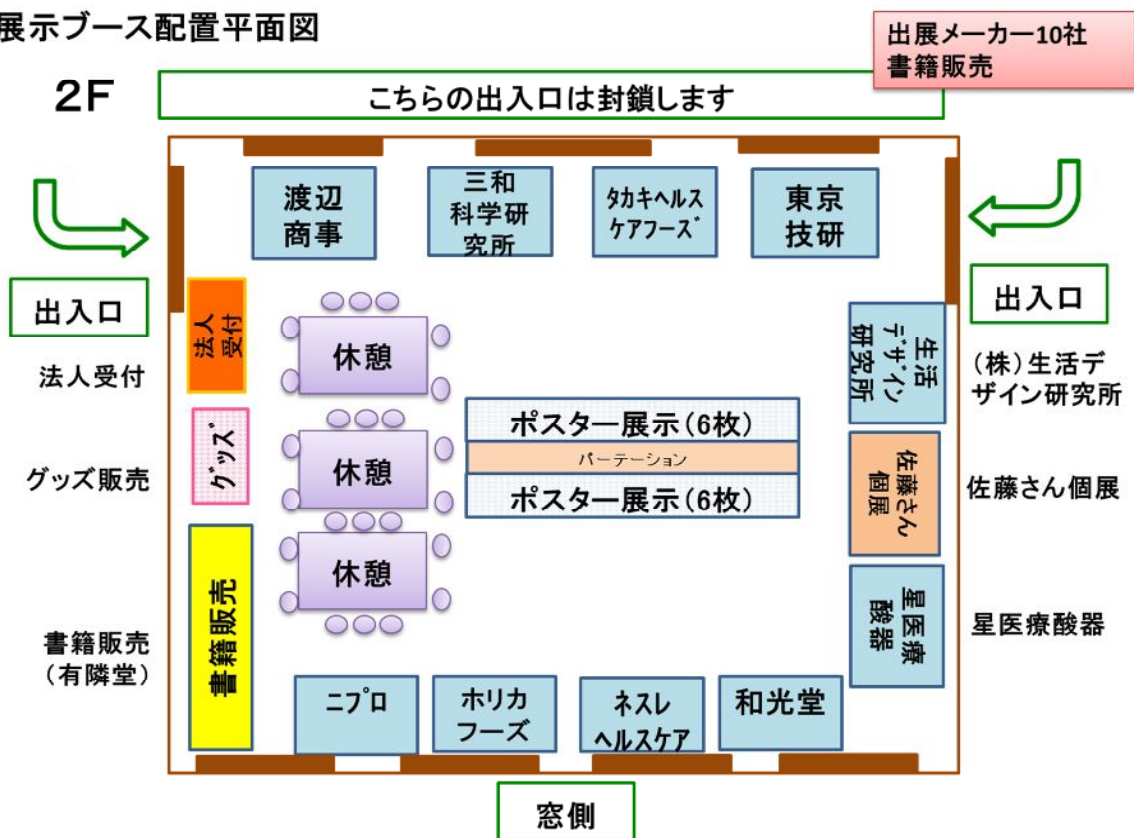 展示ブース配置平面図
出展メーカー10社
書籍販売
2F
こちらの出入口は封鎖します
渡辺
商事
三和
科学研
究所
タカキヘルス
ケアフーズ
東京
技研
出入口
法人
受付
休憩
生活
デザイン
研究所
出入口
法人受付
(株)生活デ
ザイン研究所
グッズ
休憩
ポスター展示(6枚)
パーテーション
ポスター展示(6枚)
佐藤さん
個展
グッズ販売
佐藤さん個展
書籍販売
休憩
星医療
酸器
書籍販売
(有隣堂)
星医療酸器
ニプロ
ホリカ
フーズ
ネスレ
ヘルスケア
和光堂
窓側